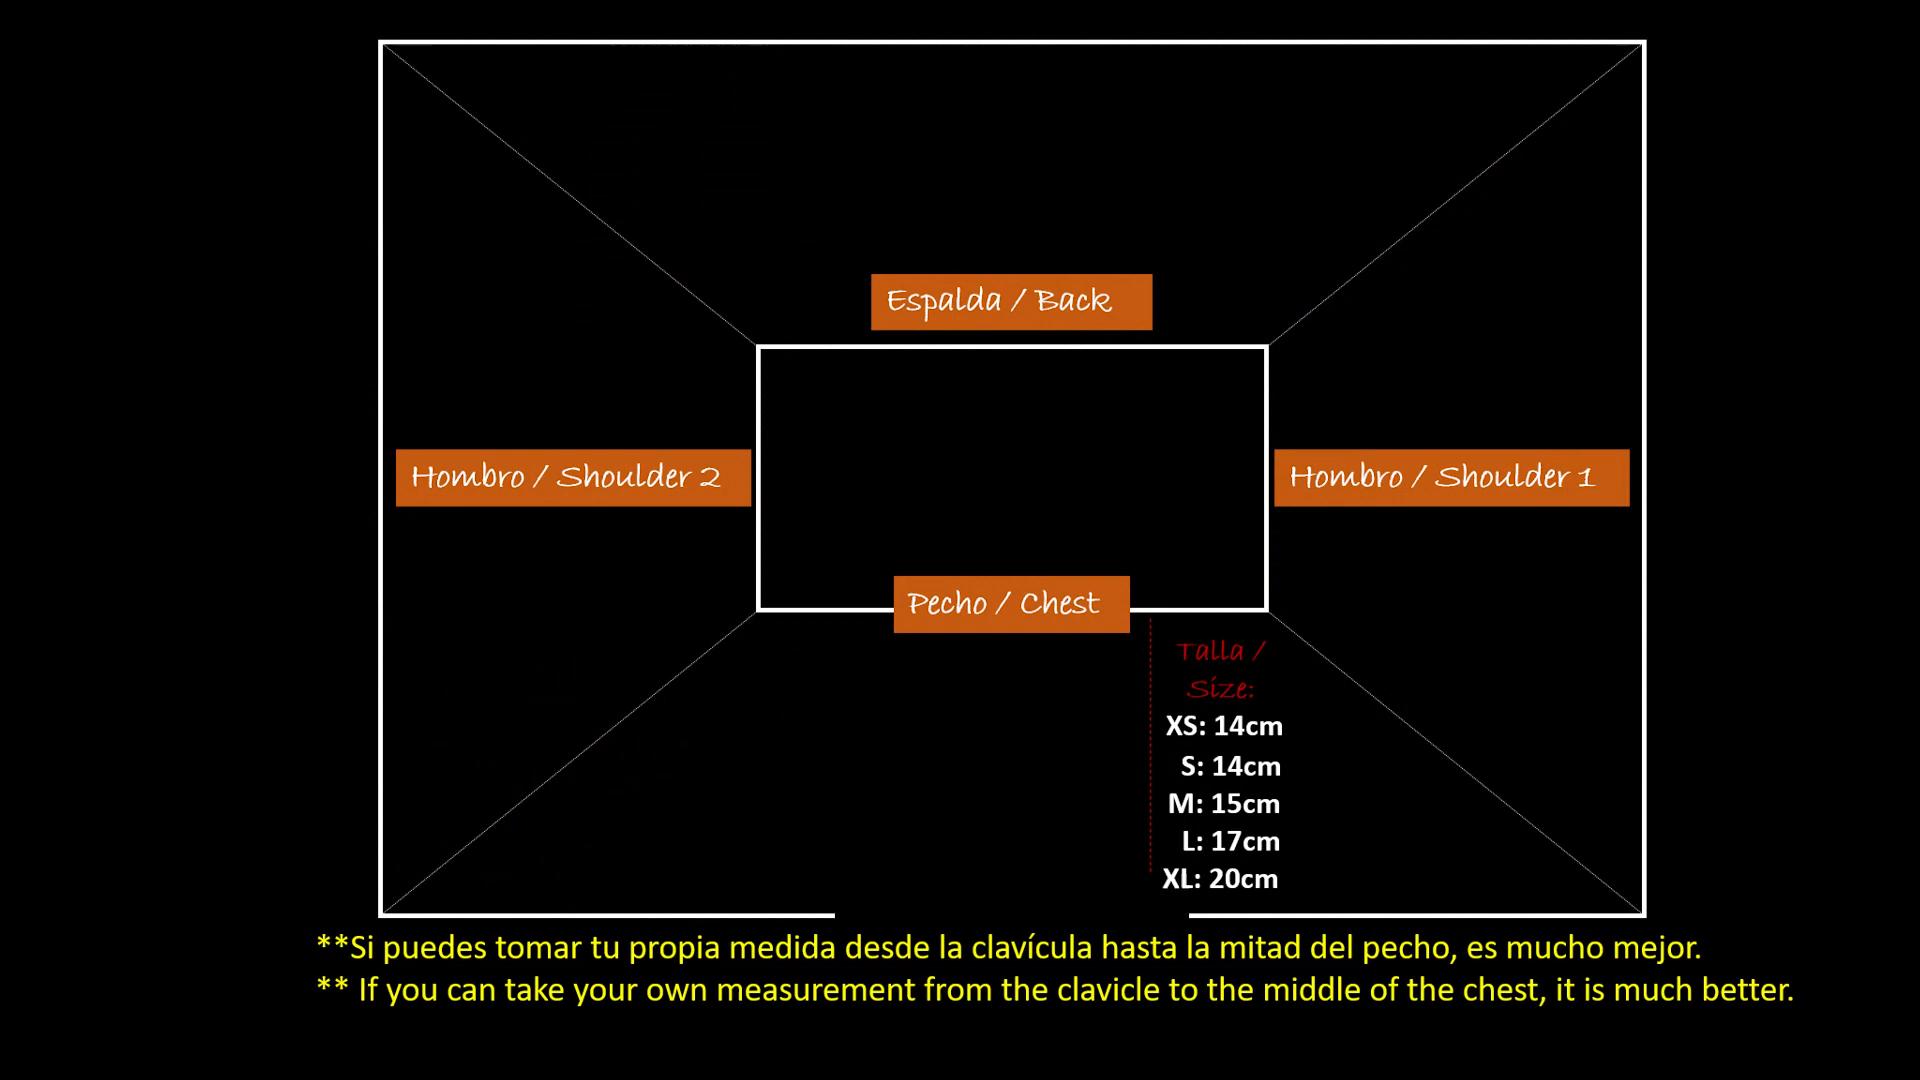 Espalda / Back
Hombro / Shoulder 2
Hombro / Shoulder 1
Pecho / Chest
Talla /
Size:
XS: 14cm
S: 14cm
M: 15cm
L: 17cm
XL: 20cm
**Si puedes tomar tu propia medida desde la clavícula hasta la mitad del pecho, es mucho mejor.
** If you can take your own measurement from the clavicle to the middle of the chest, it is much better.